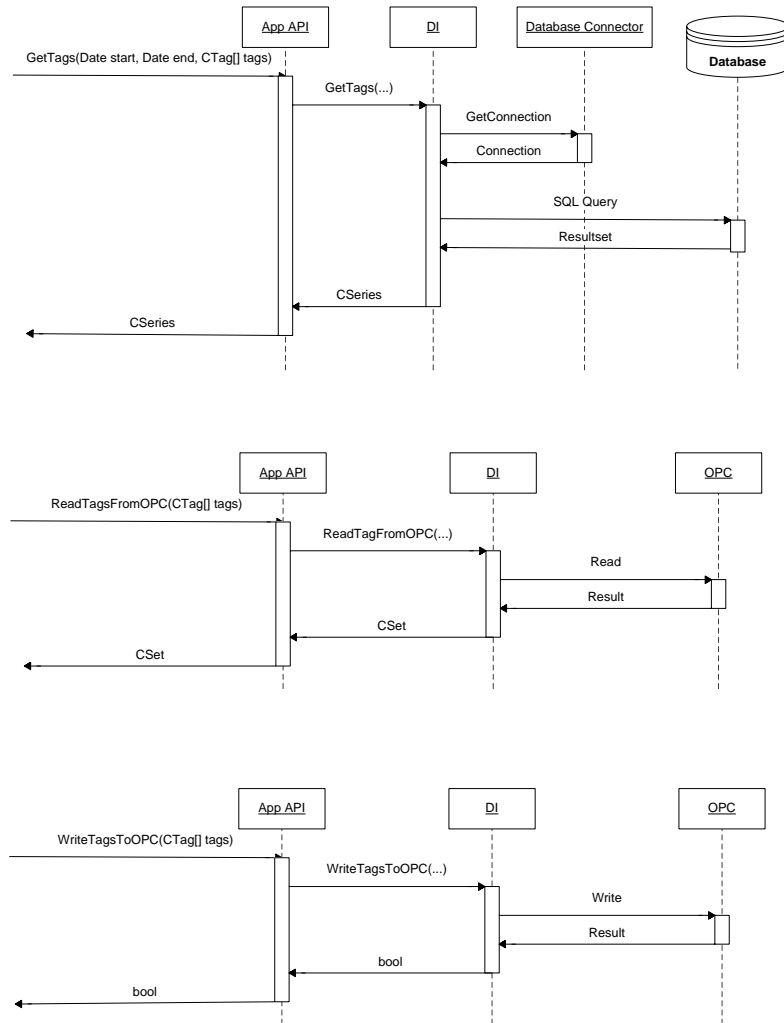 App API
DI
Database Connector
Database
GetTags(Date start, Date end, CTag[] tags)
GetTags(...)
GetConnection
Connection
SQL Query
Resultset
CSeries
CSeries
App API
DI
OPC
ReadTagsFromOPC(CTag[] tags)
ReadTagFromOPC(...)
Read
Result
CSet
CSet
App API
DI
OPC
WriteTagsToOPC(CTag[] tags)
WriteTagsToOPC(...)
Write
Result
bool
bool